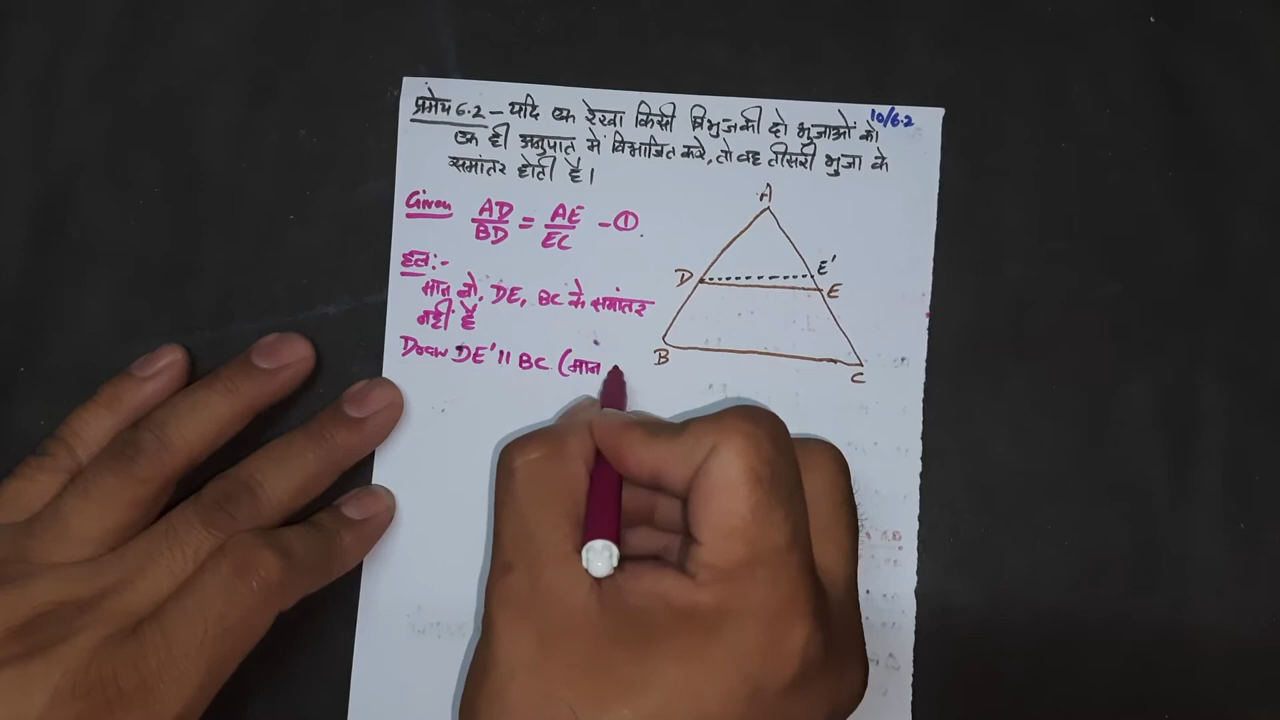 प्रमेय 6.2 - यदि एक रेखा किसी त्रिभुज की दो भुजाओं को
10/6.2
एक ही अनुपात में विभाजित करे, तो वह तीसरी भुजा के
समांतर होती है।
Given AD/BD = AE/EC - ①.
हल:-
मान लो, DE, BC के समांतर
नहीं है
Draw DE' || BC (मान
A
D
E'
E
B
C